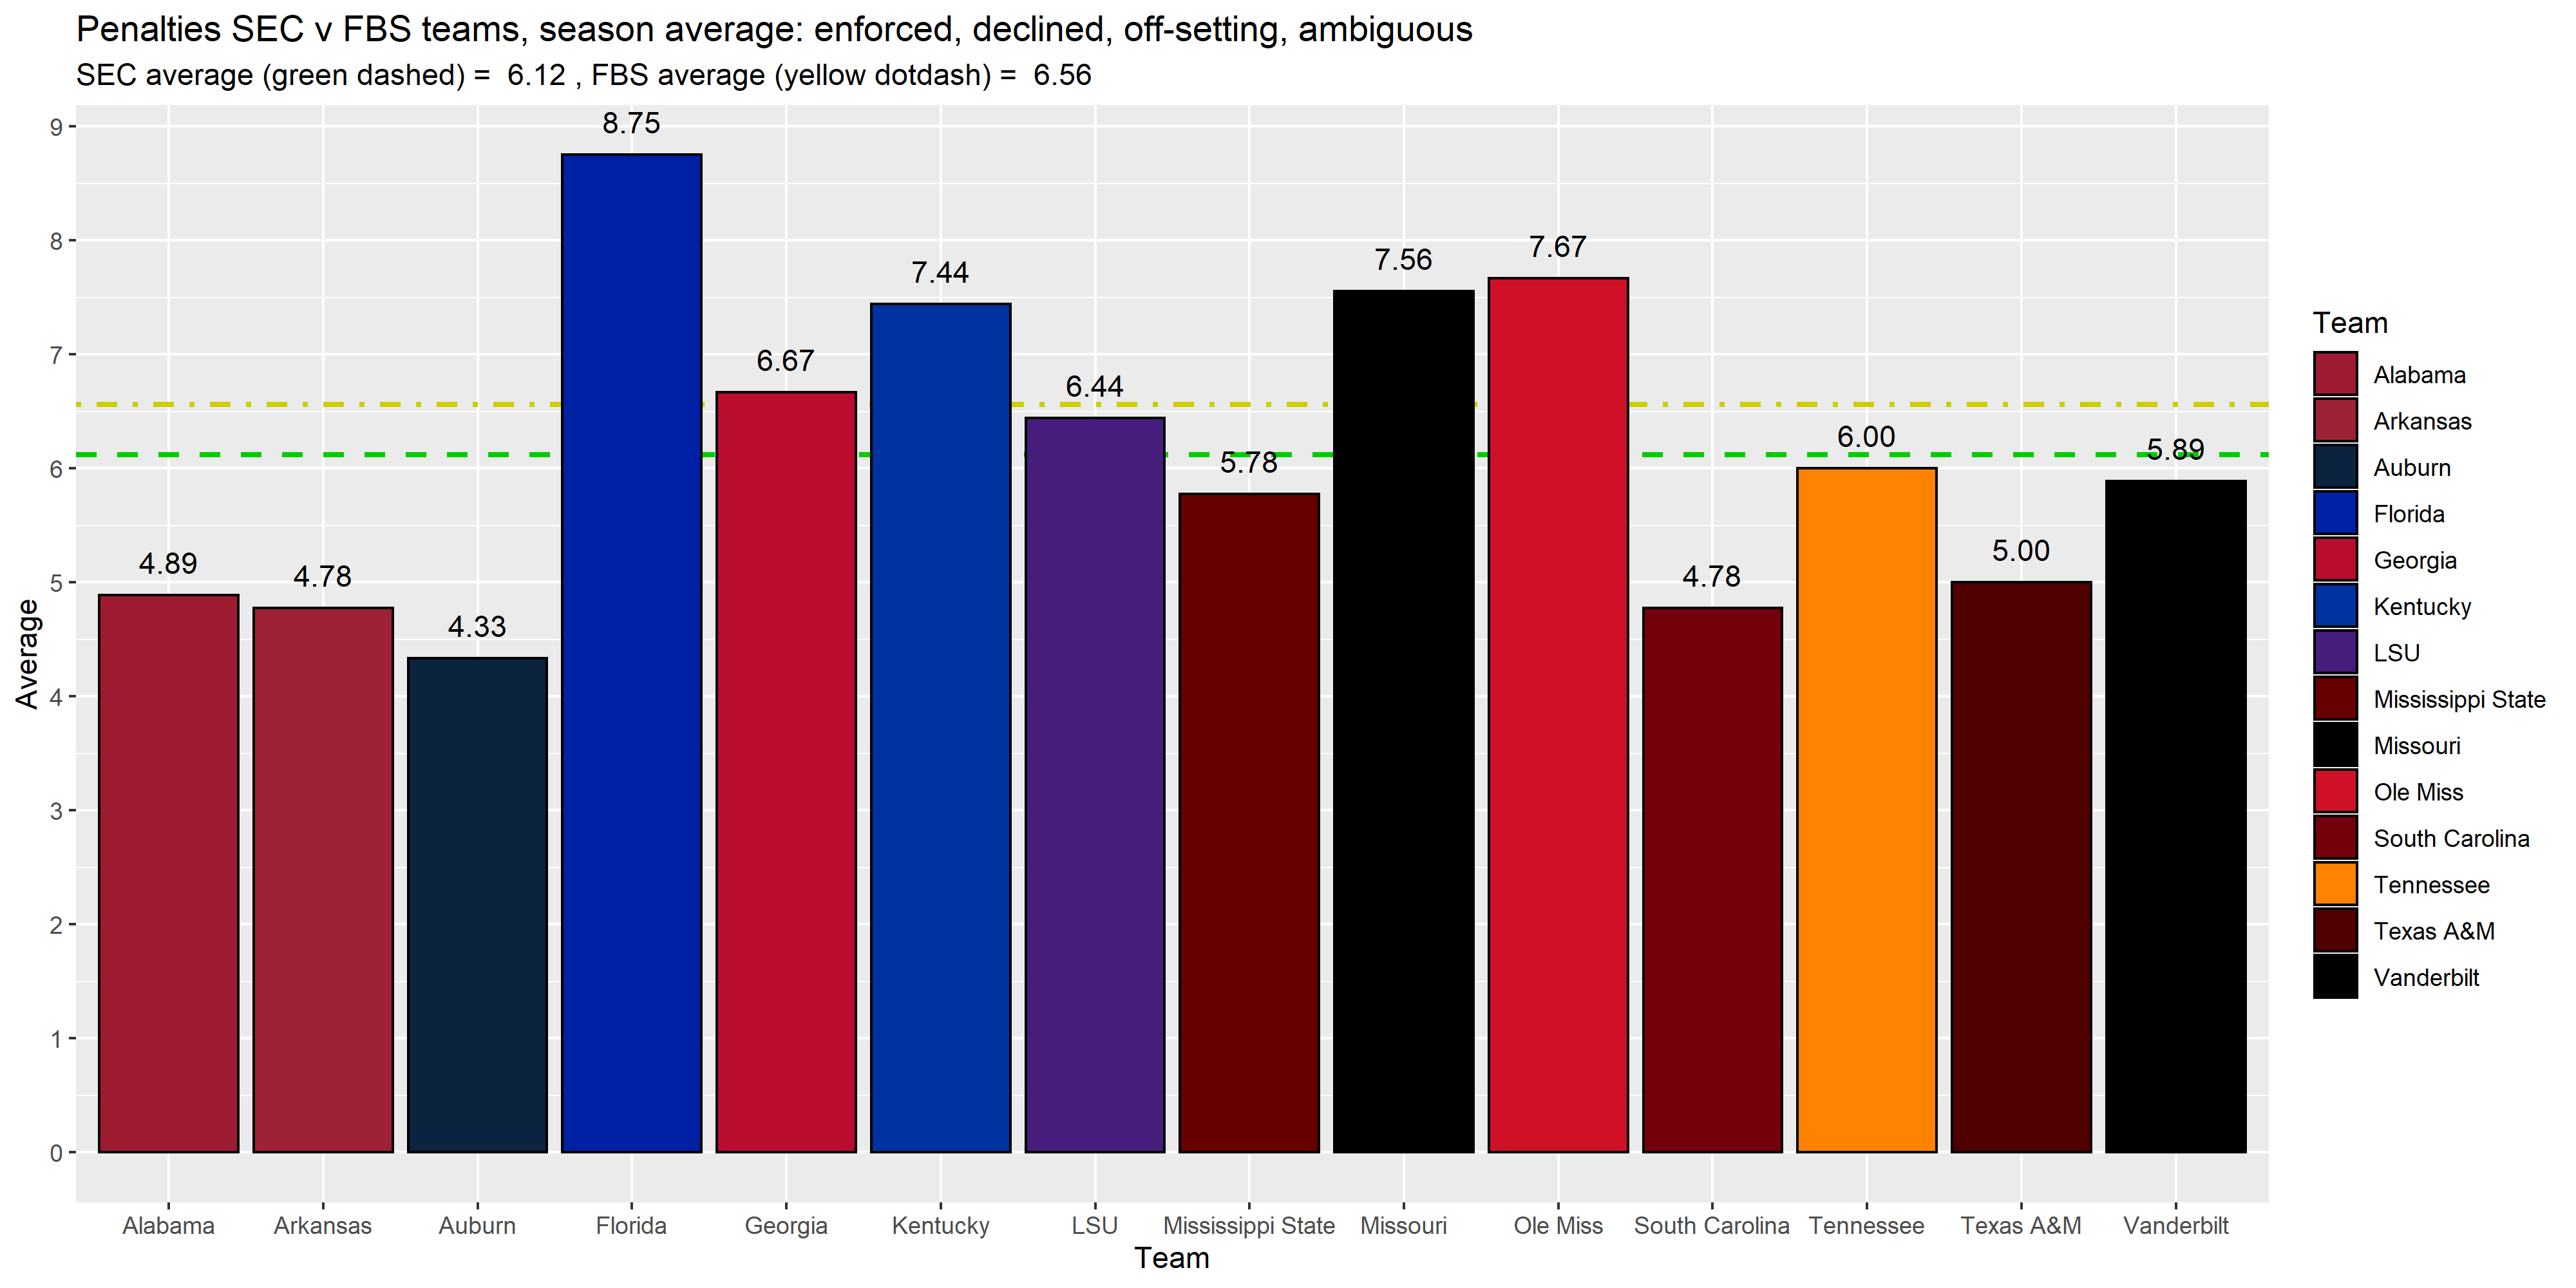 Penalties SEC v FBS teams, season average: enforced, declined, off-setting, ambiguous
SEC average (green dashed) =  6.12 , FBS average (yellow dotdash) =  6.56
Average
9
8
7
6
5
4
3
2
1
0
4.89
4.78
4.33
8.75
6.67
7.44
6.44
5.78
7.56
7.67
4.78
6.00
5.00
5.89
Alabama
Arkansas
Auburn
Florida
Georgia
Kentucky
LSU
Mississippi State
Missouri
Ole Miss
South Carolina
Tennessee
Texas A&M
Vanderbilt
Team
Team
Alabama
Arkansas
Auburn
Florida
Georgia
Kentucky
LSU
Mississippi State
Missouri
Ole Miss
South Carolina
Tennessee
Texas A&M
Vanderbilt